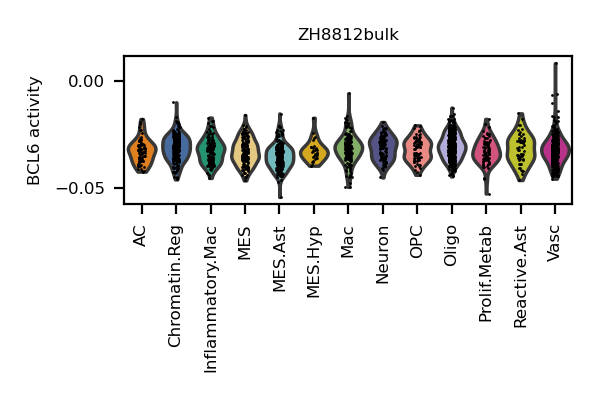 ZH8812bulk
BCL6 activity
0.00
−0.05
AC
Chromatin.Reg
Inflammatory.Mac
MES
MES.Ast
MES.Hyp
Mac
Neuron
OPC
Oligo
Prolif.Metab
Reactive.Ast
Vasc